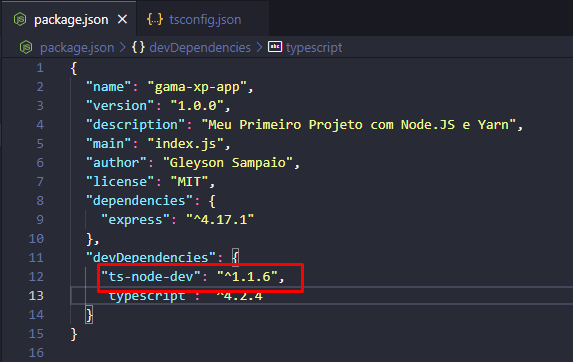 package.json
tsconfig.json
package.json > {} devDependencies > abc typescript
1 {
2 "name": "gama-xp-app",
3 "version": "1.0.0",
4 "description": "Meu Primeiro Projeto com Node.JS e Yarn",
5 "main": "index.js",
6 "author": "Gleyson Sampaio",
7 "license": "MIT",
8 "dependencies": {
9 "express": "^4.17.1"
10 },
11 "devDependencies": {
12 "ts-node-dev": "^1.1.6",
13 typescript : ^4.2.4
14 }
15 }
16